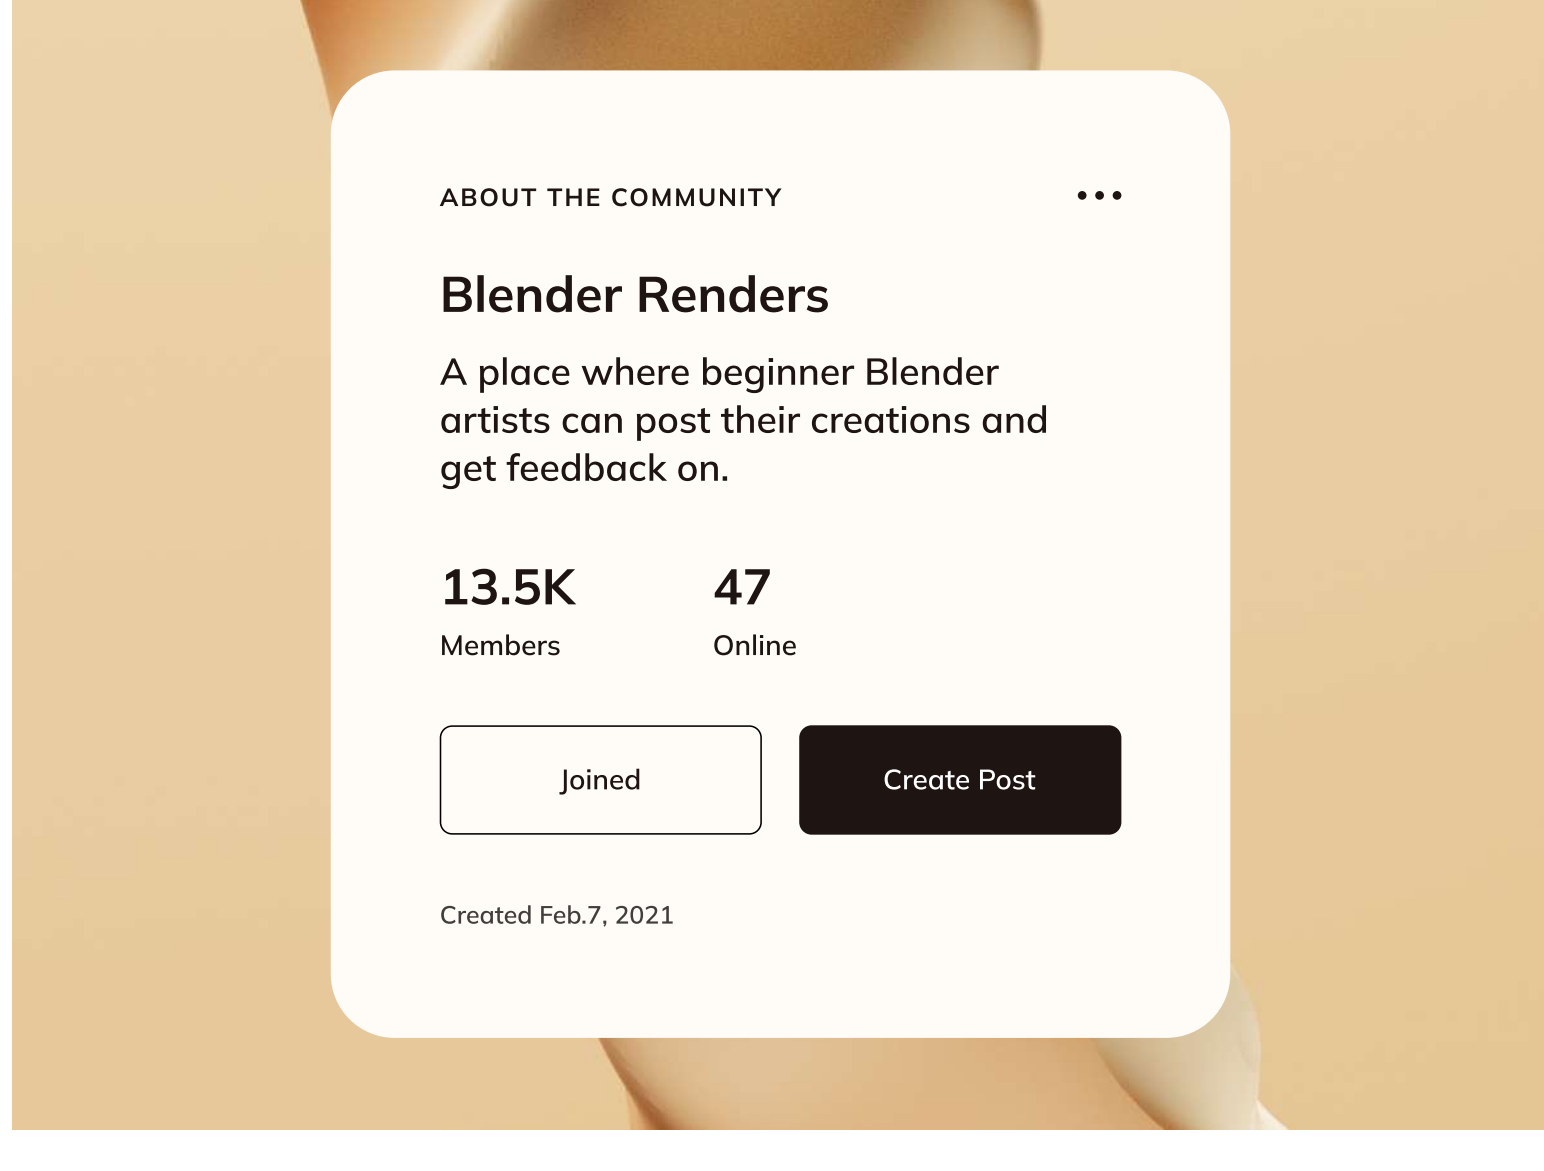 ABOUT THE COMMUNITY
Blender Renders
A place where beginner Blender
artists can post their creations and
get feedback on.
13.5K
47
Members
Online
Joined
Create Post
Created Feb.7, 2021